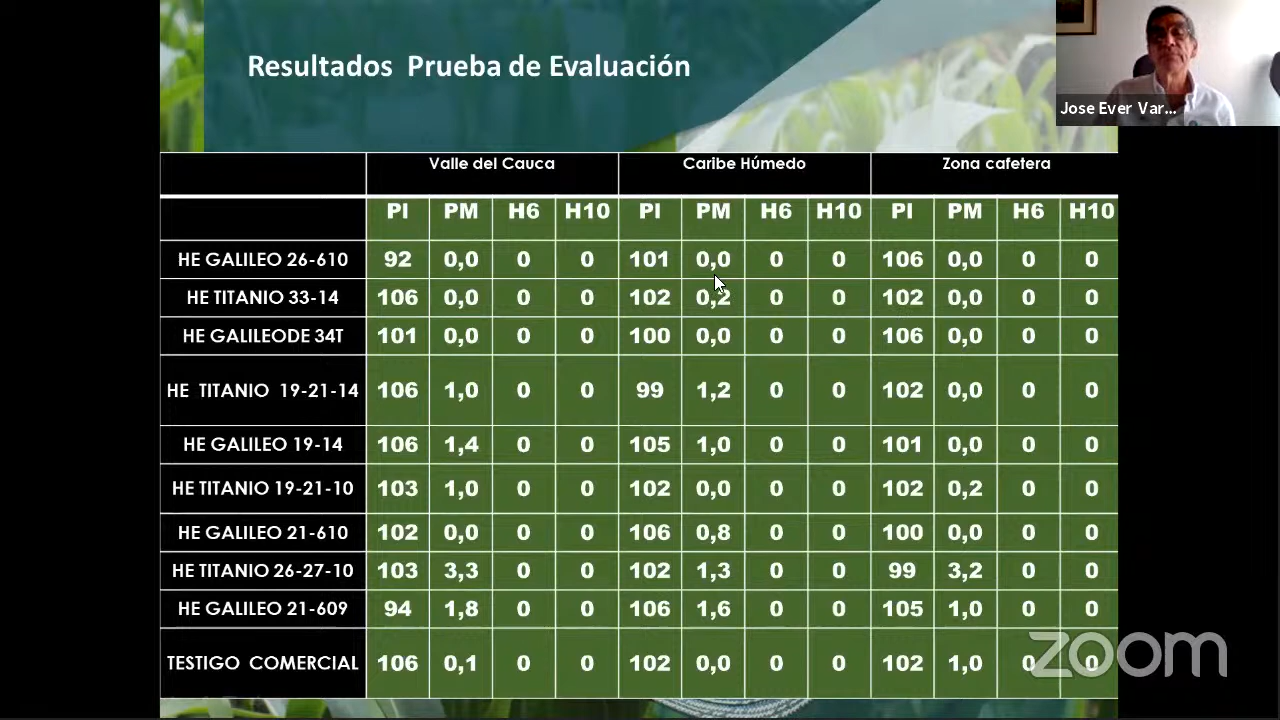 Resultados Prueba de Evaluación
Jose Ever Var...
Valle del Cauca Caribe Húmedo Zona cafetera
PI PM H6 H10 PI PM H6 H10 PI PM H6 H10
HE GALILEO 26-610 92 0,0 0 0 101 0,0 0 0 106 0,0 0 0
HE TITANIO 33-14 106 0,0 0 0 102 0,2 0 0 102 0,0 0 0
HE GALILEODE 34T 101 0,0 0 0 100 0,0 0 0 106 0,0 0 0
HE TITANIO 19-21-14 106 1,0 0 0 99 1,2 0 0 102 0,0 0 0
HE GALILEO 19-14 106 1,4 0 0 105 1,0 0 0 101 0,0 0 0
HE TITANIO 19-21-10 103 1,0 0 0 102 0,0 0 0 102 0,2 0 0
HE GALILEO 21-610 102 0,0 0 0 106 0,8 0 0 100 0,0 0 0
HE TITANIO 26-27-10 103 3,3 0 0 102 1,3 0 0 99 3,2 0 0
HE GALILEO 21-609 94 1,8 0 0 106 1,6 0 0 105 1,0 0 0
TESTIGO COMERCIAL 106 0,1 0 0 102 0,0 0 0 102 1,0 0 0
zoom